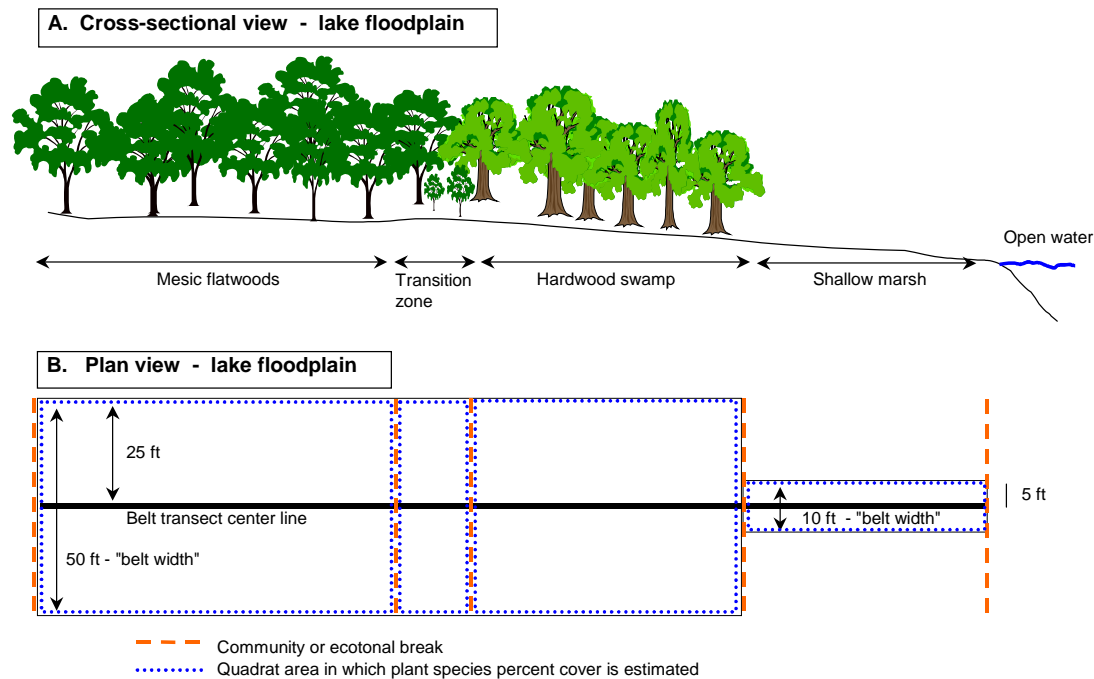 A. Cross-sectional view - lake floodplain
Open water
Mesic flatwoods
Transition
zone
Hardwood swamp
Shallow marsh
B. Plan view - lake floodplain
25 ft
5 ft
Belt transect center line
10 ft - "belt width"
50 ft - "belt width"
Community or ecotonal break
Quadrat area in which plant species percent cover is estimated